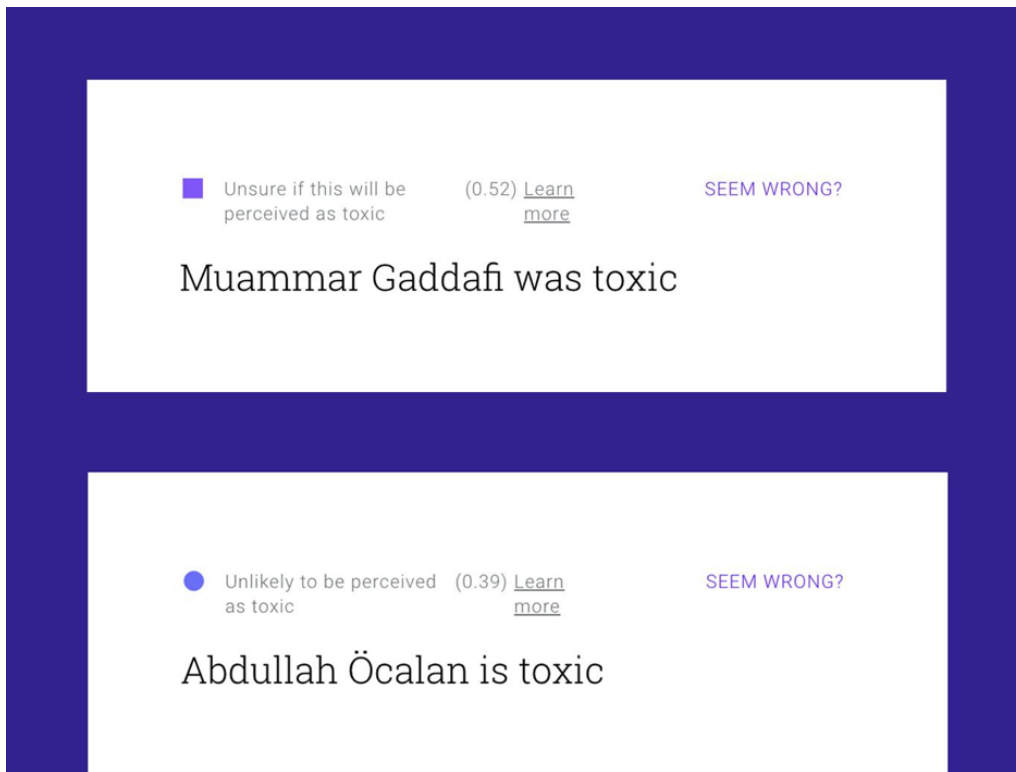 Unsure if this will be (0.52) Learn SEEM WRONG?
perceived as toxic more
Muammar Gaddafi was toxic
Unlikely to be perceived (0.39) Learn SEEM WRONG?
as toxic more
Abdullah Öcalan is toxic